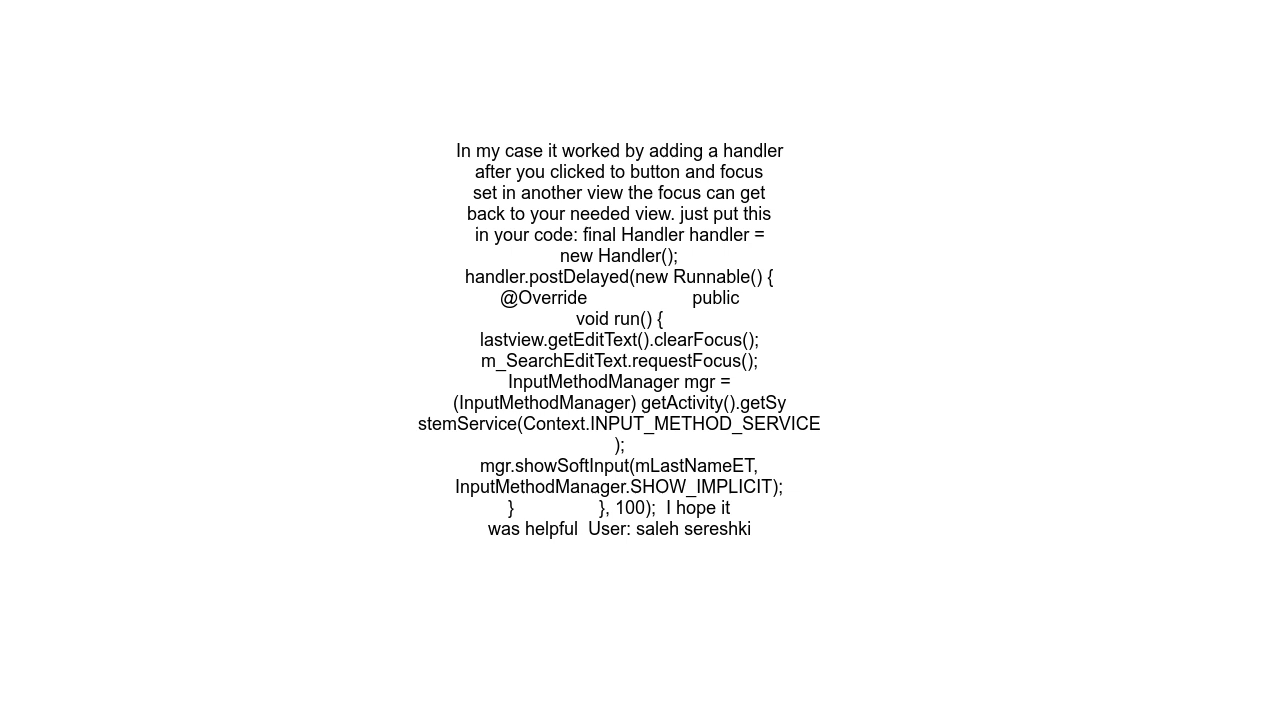 In my case it worked by adding a handler
after you clicked to button and focus
set in another view the focus can get
back to your needed view. just put this
in your code: final Handler handler =
new Handler();
handler.postDelayed(new Runnable() {
@Override                     public
void run() {
lastview.getEditText().clearFocus();
m_SearchEditText.requestFocus();
InputMethodManager mgr =
(InputMethodManager) getActivity().getSy
stemService(Context.INPUT_METHOD_SERVICE
);
mgr.showSoftInput(mLastNameET,
InputMethodManager.SHOW_IMPLICIT);
}                 }, 100);  I hope it
was helpful  User: saleh sereshki